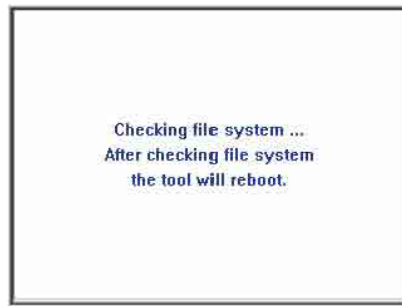 Checking file system ...
After checking file system
the tool will reboot.